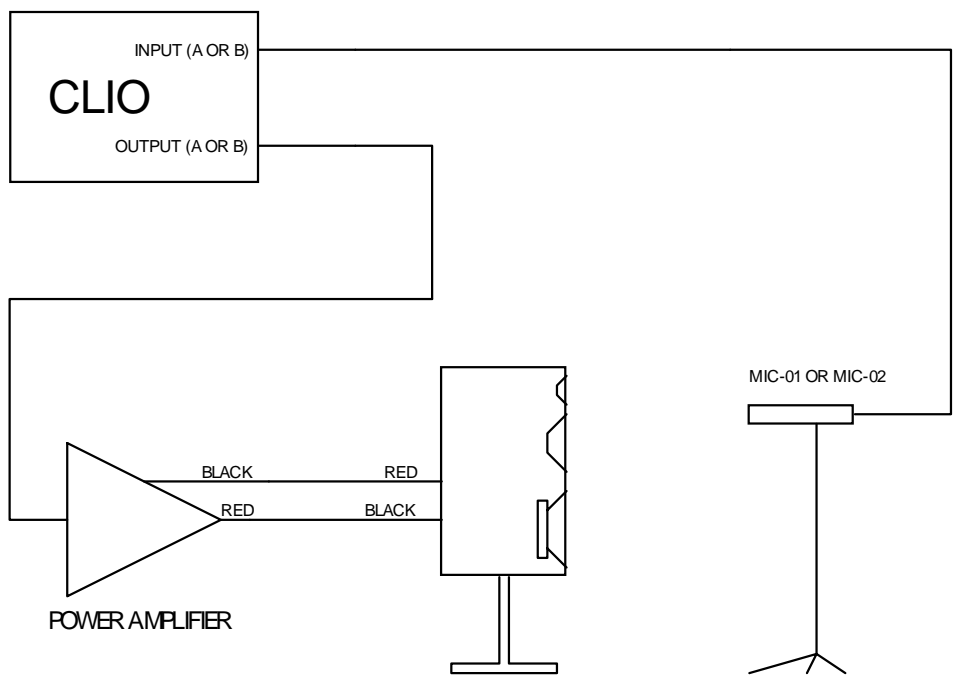 INPUT (A OR B)
CLIO
OUTPUT (A OR B)
MIC-01 OR MIC-02
BLACK RED
RED BLACK
POWER AMPLIFIER